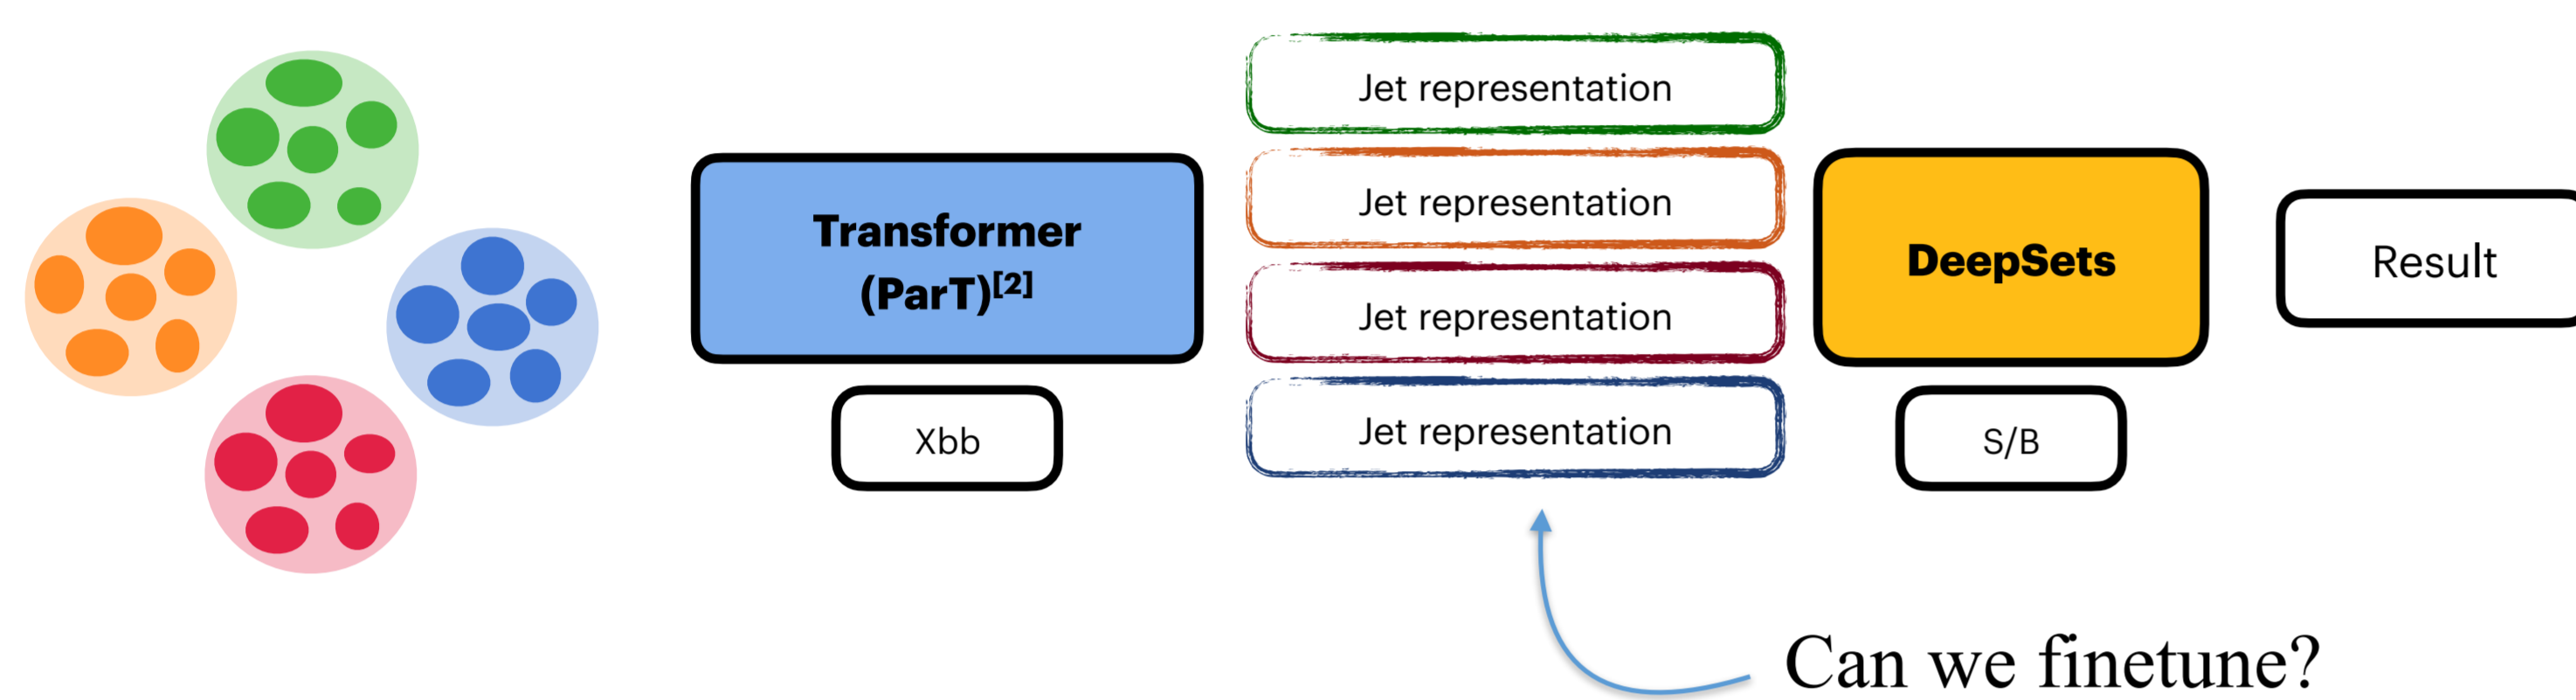 Transformer
(ParT)[2]
Xbb
Jet representation
Jet representation
Jet representation
Jet representation
DeepSets
S/B
Result
Can we finetune?